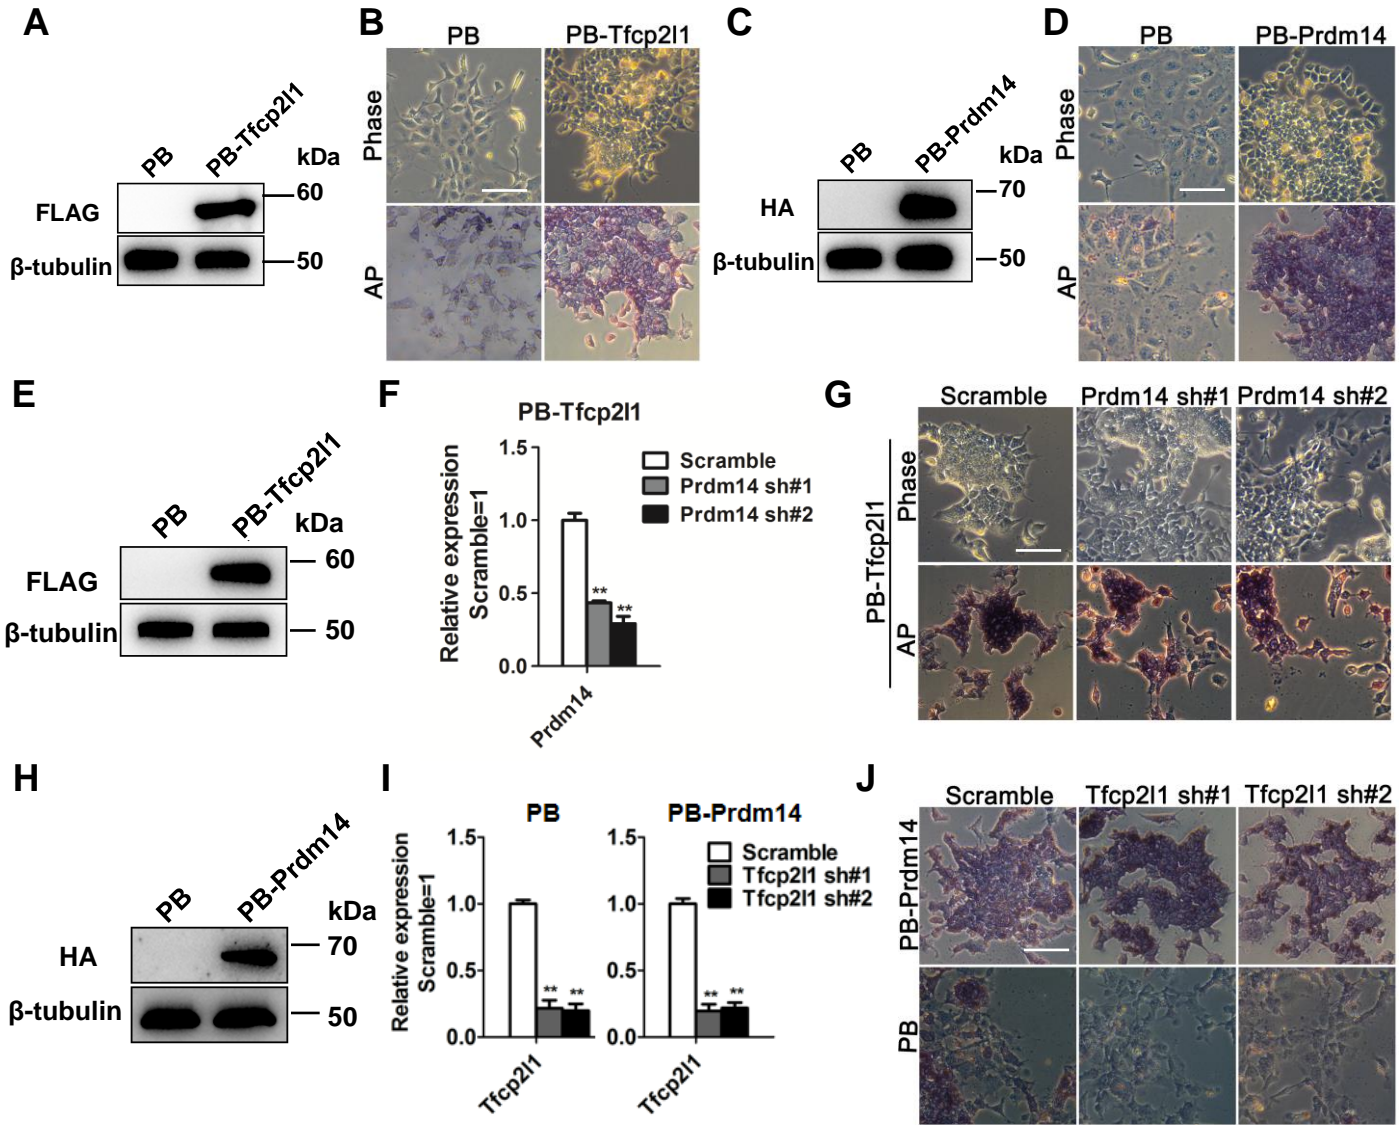 A
PB
PB-Tfcp2l1
kDa
FLAG
60
β-tubulin
50
B
PB
PB-Tfcp2l1
Phase
AP
C
PB
PB-Prdm14
kDa
HA
70
β-tubulin
50
D
PB
PB-Prdm14
Phase
AP
E
PB
PB-Tfcp2l1
kDa
FLAG
60
β-tubulin
50
F
PB-Tfcp2l1
Relative expression
Scramble=1
1.5
1.0
0.5
0.0
Scramble
Prdm14 sh#1
Prdm14 sh#2
**
**
Prdm14
G
Scramble
Prdm14 sh#1
Prdm14 sh#2
PB-Tfcp2l1
Phase
AP
H
PB
PB-Prdm14
kDa
HA
70
β-tubulin
50
I
PB
PB-Prdm14
Relative expression
Scramble=1
1.5
1.0
0.5
0.0
**
**
Tfcp2l1
1.5
1.0
0.5
0.0
Scramble
Tfcp2l1 sh#1
Tfcp2l1 sh#2
**
**
Tfcp2l1
J
Scramble
Tfcp2l1 sh#1
Tfcp2l1 sh#2
PB-Prdm14
PB